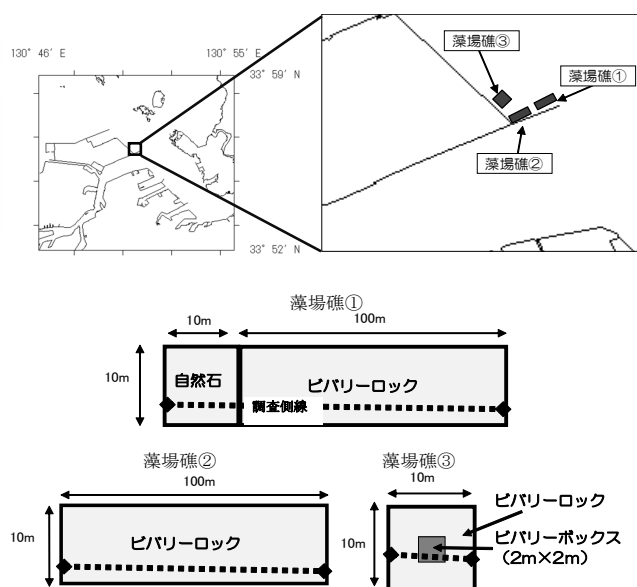 130° 46′ E
130° 55′ E
33° 59′ N
33° 52′ N
藻場礁③
藻場礁①
藻場礁②
藻場礁①
10m
100m
10m
自然石
ビバリーロック
調査側線
藻場礁②
100m
10m
ビバリーロック
藻場礁③
10m
10m
ビバリーロック
ビバリーボックス
（2m×2m）